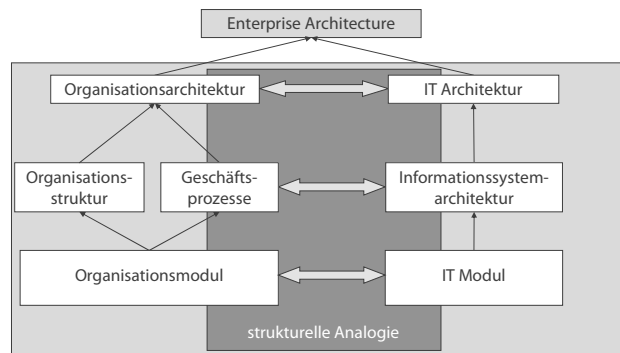 Enterprise Architecture
Organisationsarchitektur
IT Architektur
Organisations-
struktur
Geschäfts-
prozesse
Informationssystem-
architektur
Organisationsmodul
IT Modul
strukturelle Analogie